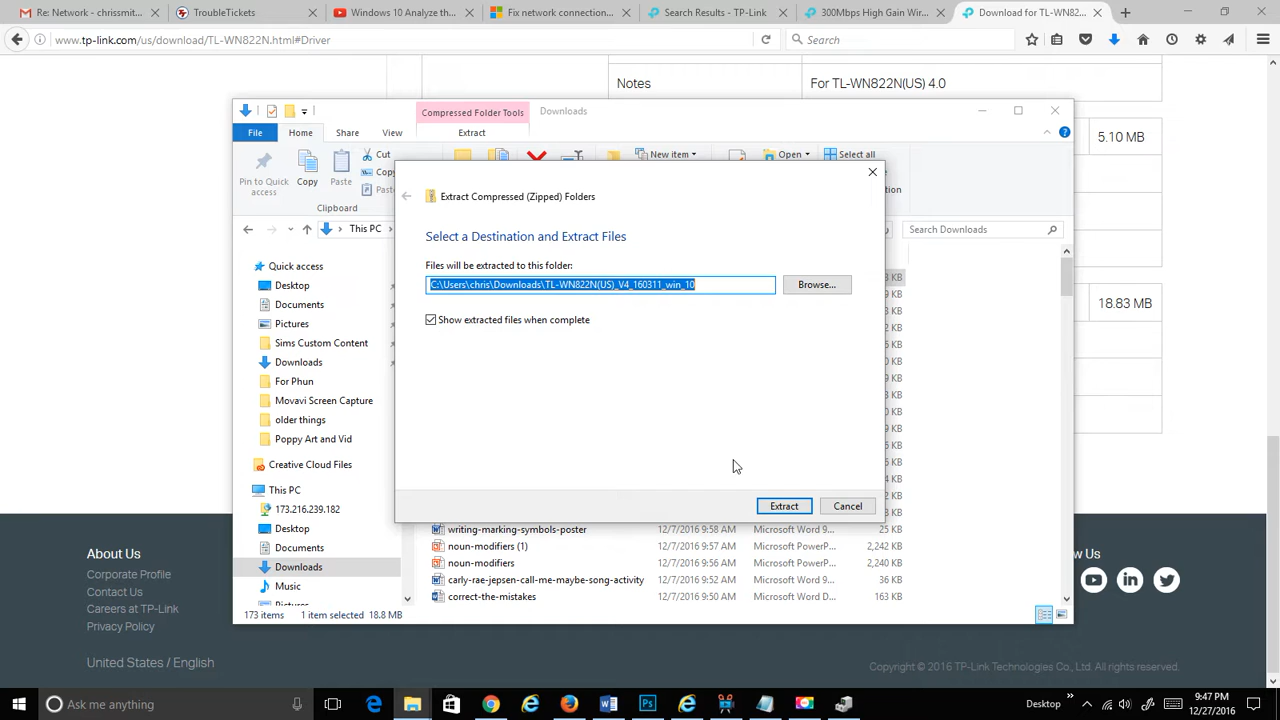 Re: Network - chrissmit...
TroubleTickets
Windows 10 Analyze th...
Fix network connection...
Search Results - TP-Link
300Mbps High Gain Wir...
Download for TL-WN82...
www.tp-link.com/us/download/TL-WN822N.html#Driver
Search
Notes
For TL-WN822N(US) 4.0
Compressed Folder Tools
Downloads
File
Home
Share
View
Extract
5.10 MB
Pin to Quick
access
Copy
Paste
Cut
Clipboard
New item
Open
Select all
Extract Compressed (Zipped) Folders
This PC
Search Downloads
Select a Destination and Extract Files
Files will be extracted to this folder:
C:\Users\chris\Downloads\TL-WN822N(US)_V4_160311_win_10
Browse...
Show extracted files when complete
18.83 MB
Quick access
Desktop
Documents
Pictures
Sims Custom Content
Downloads
For Phun
Movavi Screen Capture
older things
Poppy Art and Vid
Creative Cloud Files
This PC
173.216.239.182
Desktop
Documents
Downloads
Music
Extract
Cancel
writing-marking-symbols-poster 12/7/2016 9:58 AM Microsoft Word 9... 25 KB
noun-modifiers (1) 12/7/2016 9:57 AM Microsoft PowerP... 2,242 KB
noun-modifiers 12/7/2016 9:56 AM Microsoft PowerP... 2,242 KB
carly-rae-jepsen-call-me-maybe-song-activity 12/7/2016 9:52 AM Microsoft Word 9... 36 KB
correct-the-mistakes 12/7/2016 9:50 AM Microsoft Word D... 163 KB
173 items 1 item selected 18.8 MB
About Us
Corporate Profile
Contact Us
Careers at TP-Link
Privacy Policy
United States / English
Copyright © 2016 TP-Link Technologies Co., Ltd. All rights reserved.
Ask me anything
Desktop
9:47 PM
12/27/2016